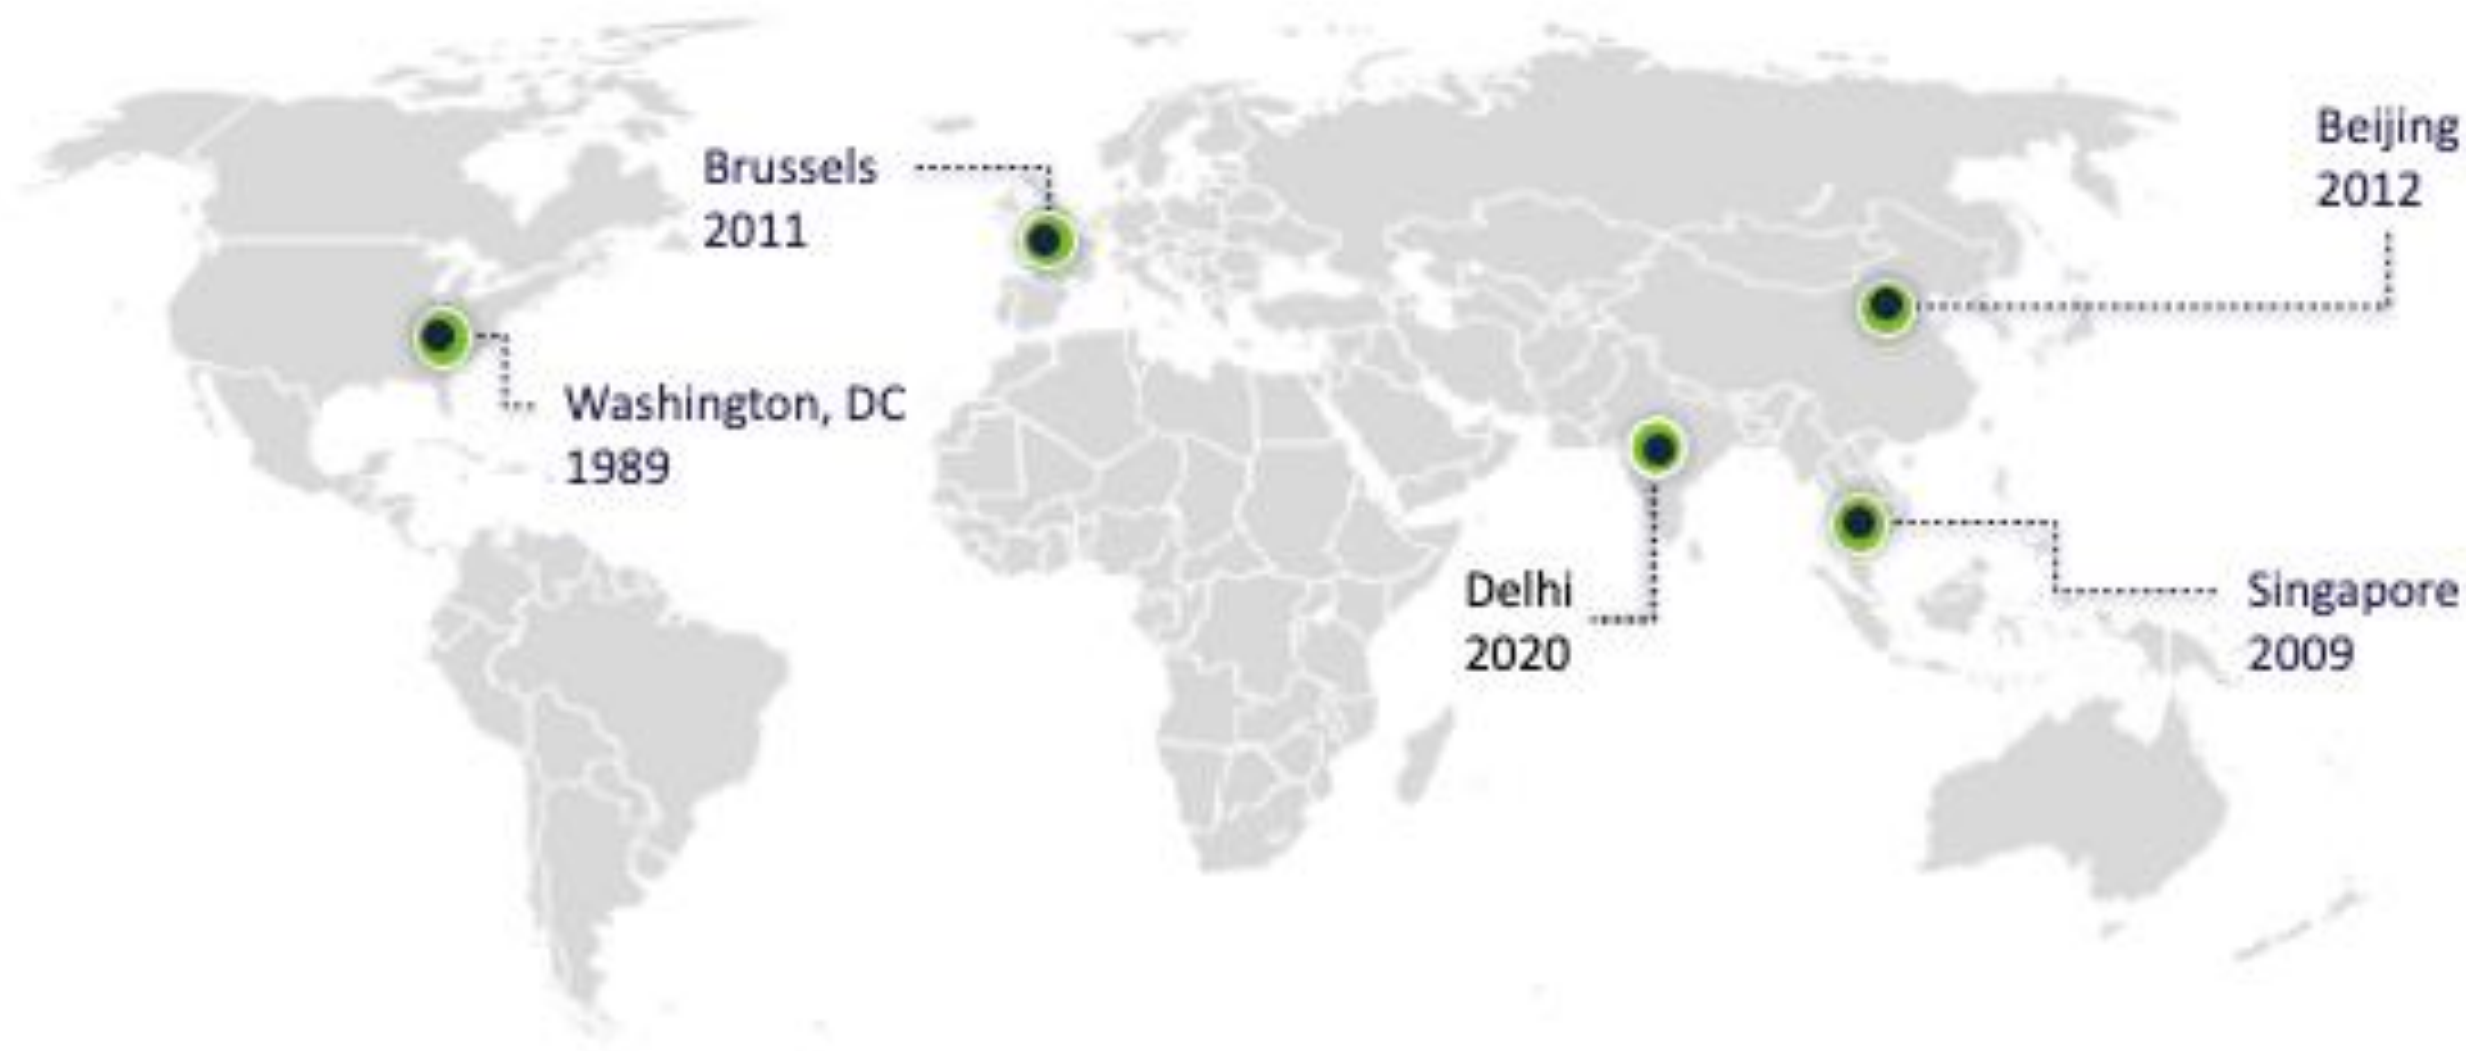 Beijing
2012
Brussels
2011
Washington, DC
1989
Delhi
2020
Singapore
2009